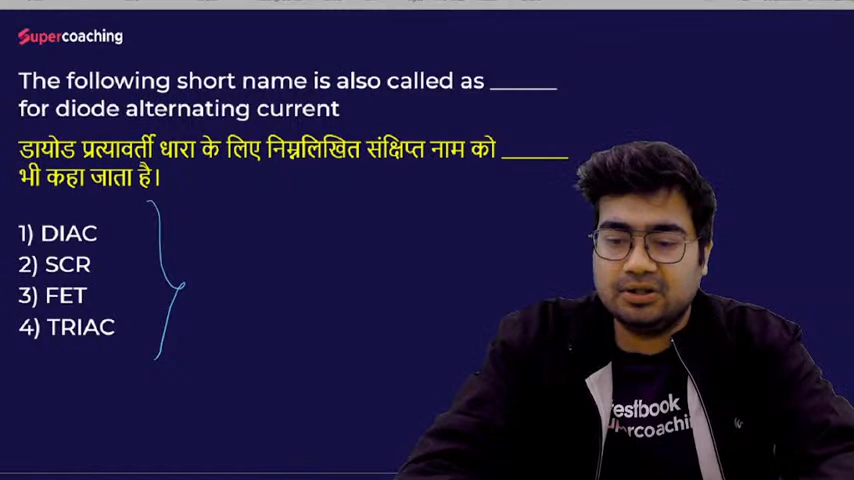 Supercoaching
The following short name is also called as ______
for diode alternating current
डायोड प्रत्यावर्ती धारा के लिए निम्नलिखित संक्षिप्त नाम को ______
भी कहा जाता है।
1) DIAC
2) SCR
3) FET
4) TRIAC
testbook